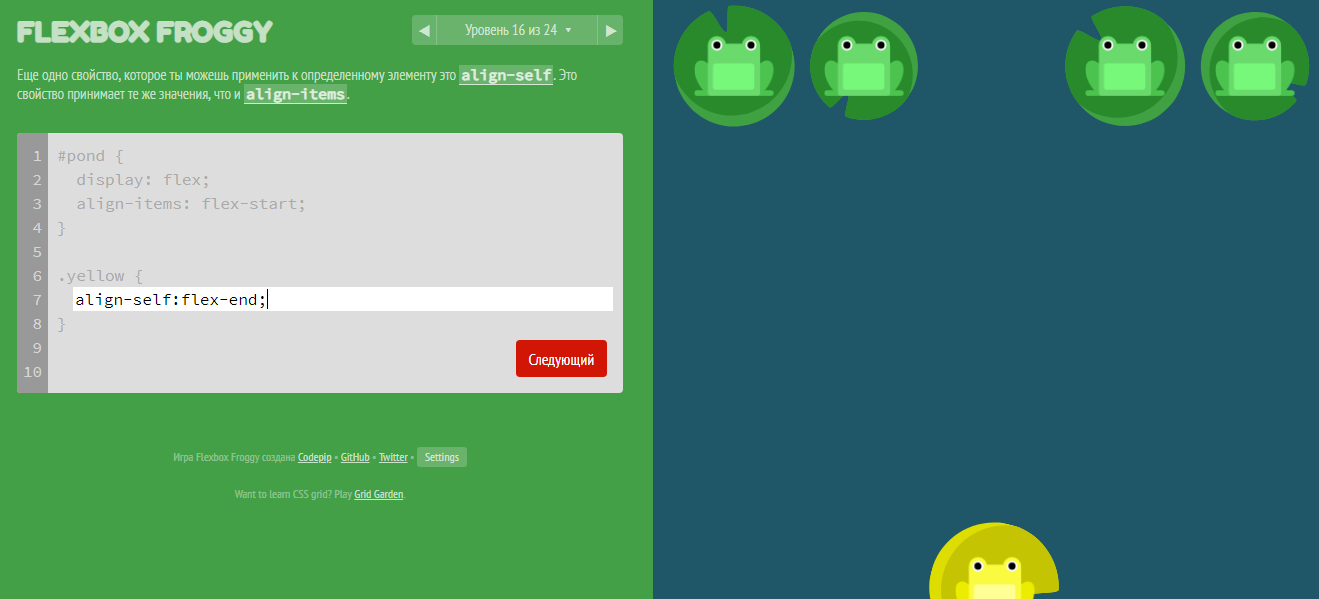 FLEXBOX FROGGY
◀ Уровень 16 из 24 ▾ ▶
Еще одно свойство, которое ты можешь применить к определенному элементу это align-self. Это
свойство принимает те же значения, что и align-items.
1 #pond {
2 display: flex;
3 align-items: flex-start;
4 }
5
6 .yellow {
7 align-self:flex-end;
8 }
9
10
Следующий
Игра Flexbox Froggy создана Codepip • GitHub • Twitter • Settings
Want to learn CSS grid? Play Grid Garden.